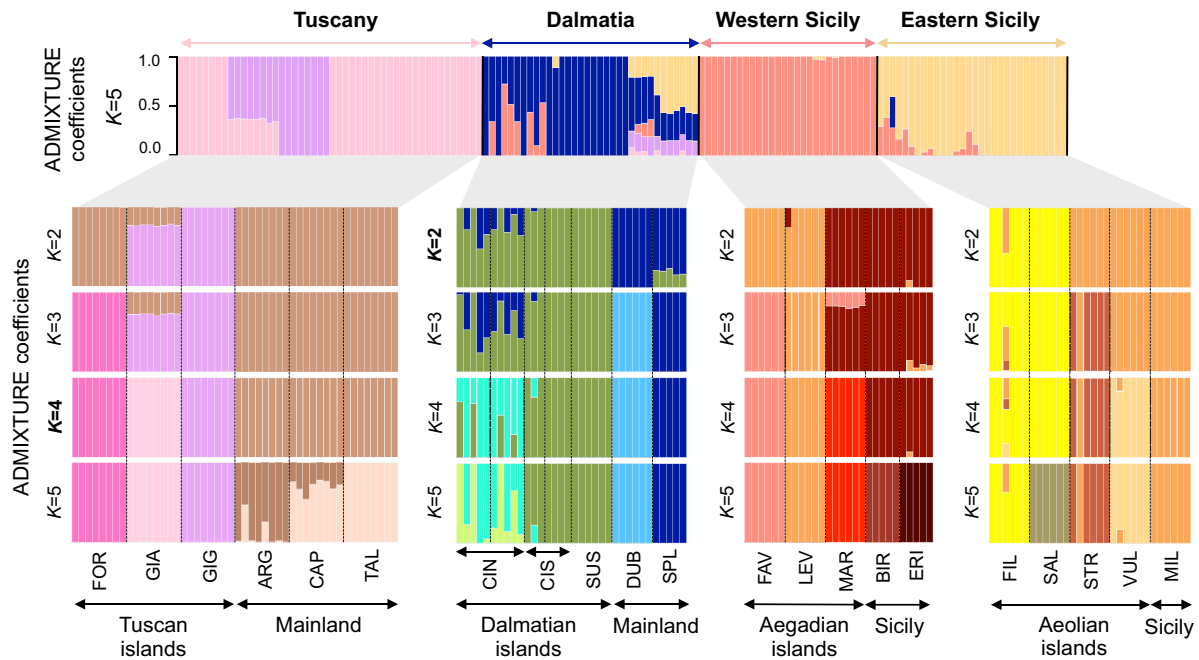 Tuscany
Dalmatia
Western Sicily
Eastern Sicily
ADMIXTURE
coefficients
K=5
1.0
0.5
0.0
ADMIXTURE coefficients
K=2
K=2
K=2
K=2
K=3
K=3
K=3
K=3
K=4
K=4
K=4
K=4
K=5
K=5
K=5
K=5
FOR
GIA
GIG
ARG
CAP
TAL
CIN
CIS
SUS
DUB
SPL
FAV
LEV
MAR
BIR
ERI
FIL
SAL
STR
VUL
MIL
Tuscan
islands
Mainland
Dalmatian
islands
Mainland
Aegadian
islands
Sicily
Aeolian
islands
Sicily